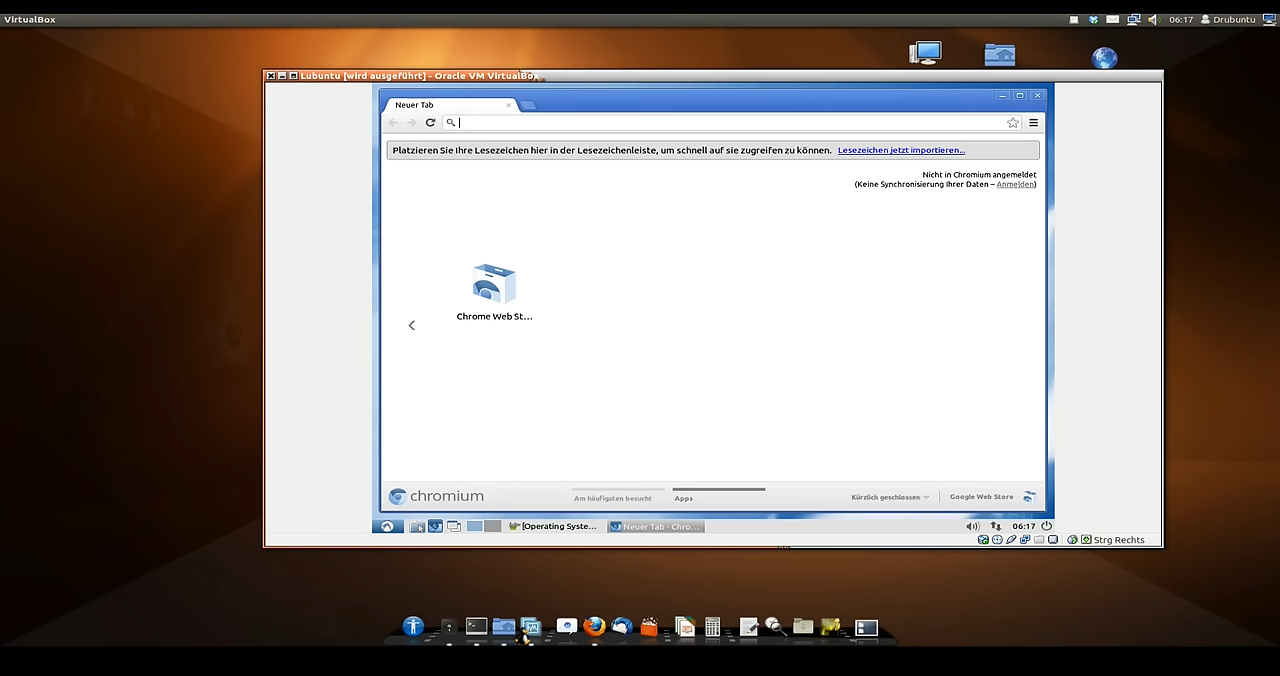 VirtualBox
06:17
Drubuntu
Lubuntu [wird ausgeführt] - Oracle VM VirtualBox
Neuer Tab
Platzieren Sie Ihre Lesezeichen hier in der Lesezeichenleiste, um schnell auf sie zugreifen zu können. Lesezeichen jetzt importieren...
Nicht in Chromium angemeldet
(Keine Synchronisierung Ihrer Daten – Anmelden)
Chrome Web St...
chromium
Am häufigsten besucht
Apps
Kürzlich geschlossen
Google Web Store
[Operating Syste...
Neuer Tab - Chro...
06:17
Strg Rechts